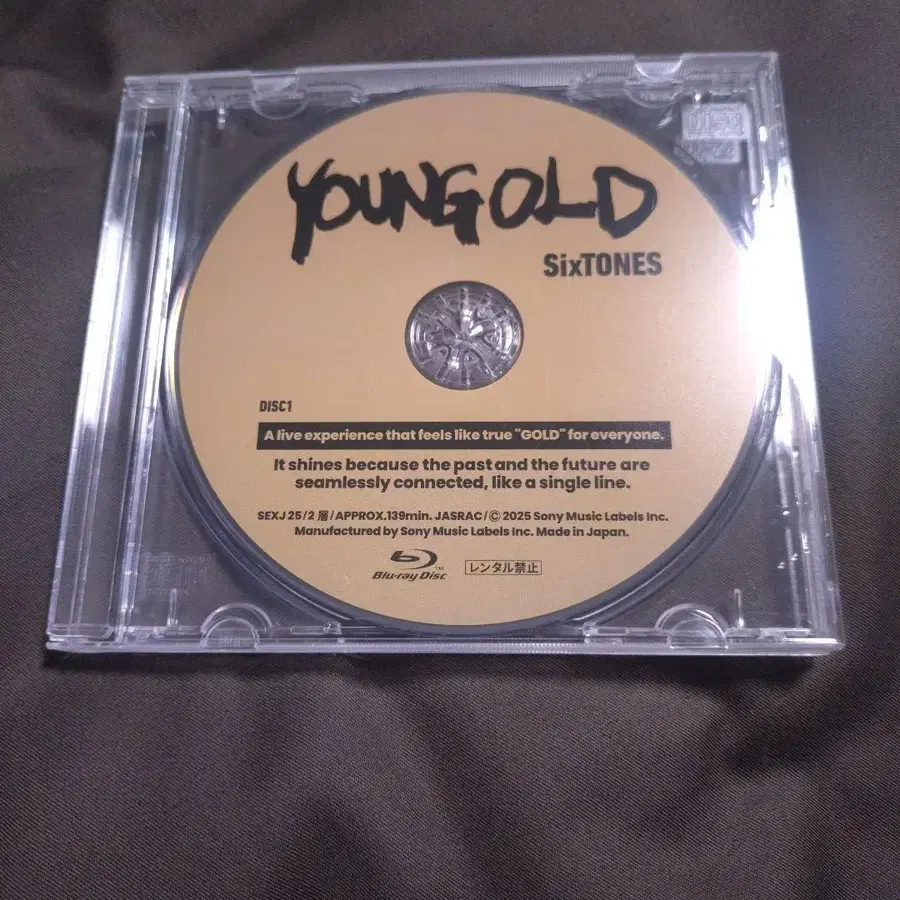 YOUNG OLD
SixTONES
DISC1
A live experience that feels like true "GOLD" for everyone.
It shines because the past and the future are
seamlessly connected, like a single line.
SEXJ 25/2 層/APPROX.139min. JASRAC/Ⓒ 2025 Sony Music Labels Inc.
Manufactured by Sony Music Labels Inc. Made in Japan.
Blu-ray Disc™
レンタル禁止